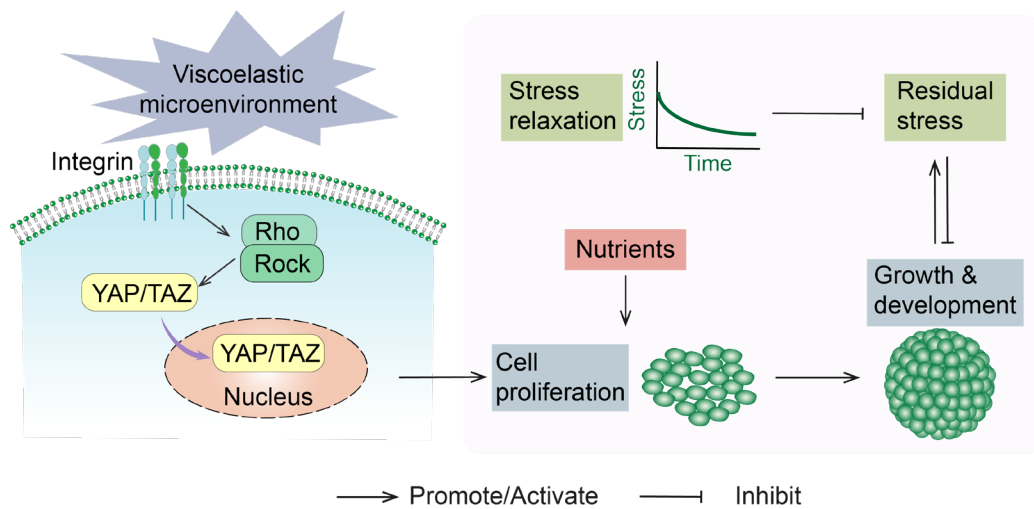 Viscoelastic
microenvironment
Integrin
Rho
Rock
YAP/TAZ
YAP/TAZ
Nucleus
Stress
relaxation
Stress
Time
Residual
stress
Nutrients
Growth &
development
Cell
proliferation
Promote/Activate
Inhibit